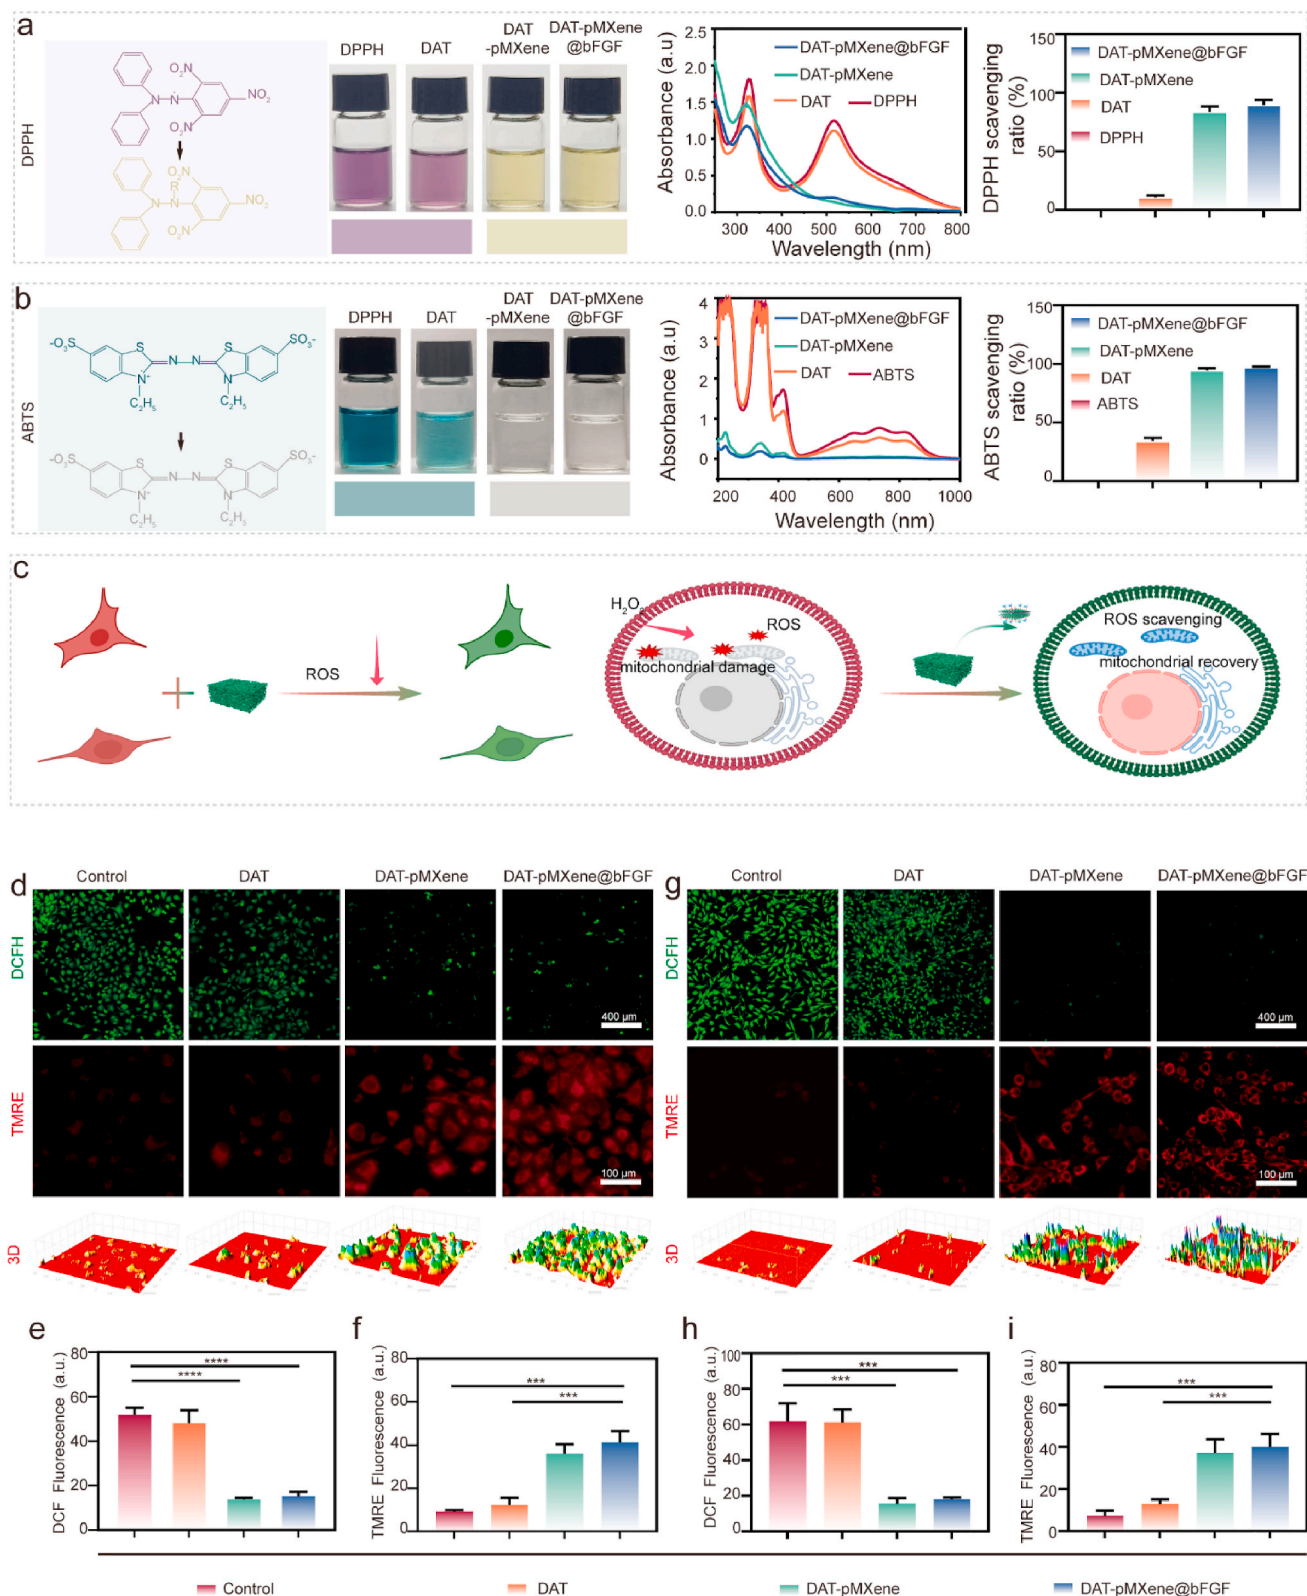 a
DPPH
NO₂
O₂N
N—N
NO₂
NO₂
O₂N
R
N—N
NO₂
NO₂
DPPH
DAT
DAT
-pMXene
DAT-pMXene
@bFGF
Absorbance (a.u)
2.5
2.0
1.5
1.0
0.5
0.0
DAT-pMXene@bFGF
DAT-pMXene
DAT
DPPH
300 400 500 600 700 800
Wavelength (nm)
DPPH scavenging
ratio (%)
150
100
50
0
DAT-pMXene@bFGF
DAT-pMXene
DAT
DPPH
b
ABTS
-O₃S
S
N—N
S
SO₃-
N⁺
N
C₂H₅
C₂H₅
-O₃S
S
N—N
S
SO₃-
N⁺
N
C₂H₅
C₂H₅
DPPH
DAT
DAT
-pMXene
DAT-pMXene
@bFGF
Absorbance (a.u)
4
3
2
1
0
DAT-pMXene@bFGF
DAT-pMXene
DAT
ABTS
200 400 600 800 1000
Wavelength (nm)
ABTS scavenging
ratio (%)
150
100
50
0
DAT-pMXene@bFGF
DAT-pMXene
DAT
ABTS
c
ROS
H₂O₂
ROS
mitochondrial damage
ROS scavenging
mitochondrial recovery
d
Control
DAT
DAT-pMXene
DAT-pMXene@bFGF
DCFH
400 µm
TMRE
100 µm
3D
g
Control
DAT
DAT-pMXene
DAT-pMXene@bFGF
DCFH
400 µm
TMRE
100 µm
3D
e
DCF Fluorescence (a.u.)
80
60
40
20
0
****
****
f
TMRE Fluorescence (a.u.)
80
60
40
20
0
***
***
h
DCF Fluorescence (a.u.)
100
80
60
40
20
0
***
***
i
TMRE Fluorescence (a.u.)
80
60
40
20
0
***
***
Control
DAT
DAT-pMXene
DAT-pMXene@bFGF